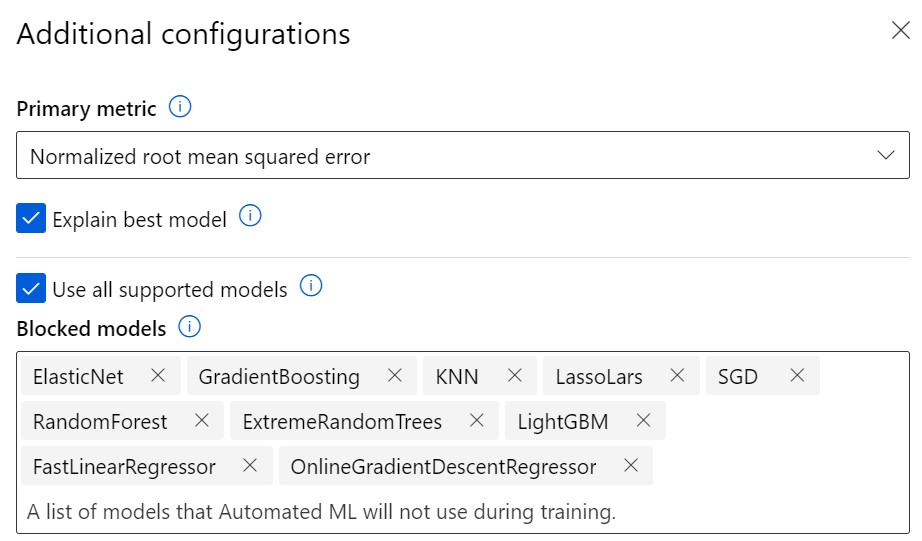 Additional configurations
Primary metric
Normalized root mean squared error
Explain best model
Use all supported models
Blocked models
ElasticNet GradientBoosting KNN LassoLars SGD
RandomForest ExtremeRandomTrees LightGBM
FastLinearRegressor OnlineGradientDescentRegressor
A list of models that Automated ML will not use during training.